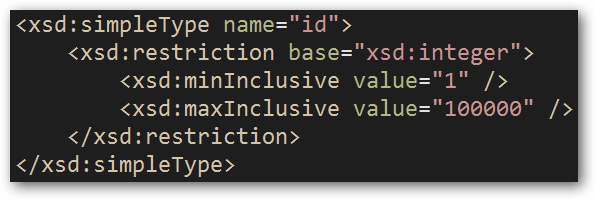 <xsd:simpleType name="id">
    <xsd:restriction base="xsd:integer">
        <xsd:minInclusive value="1" />
        <xsd:maxInclusive value="100000" />
    </xsd:restriction>
</xsd:simpleType>